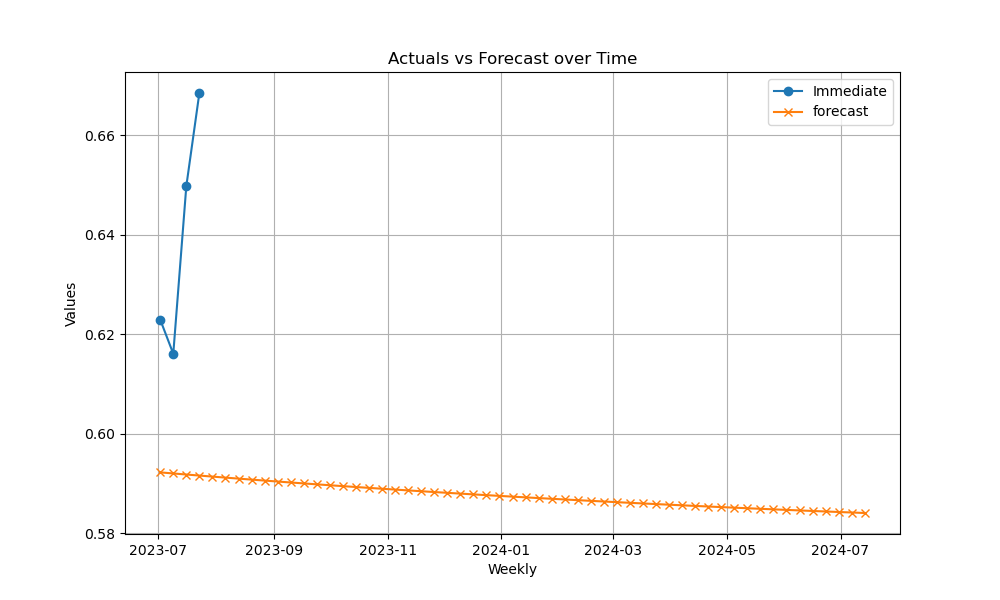 Actuals vs Forecast over Time
Immediate
forecast
0.66
0.64
0.62
0.60
0.58
Values
2023-07 2023-09 2023-11 2024-01 2024-03 2024-05 2024-07
Weekly